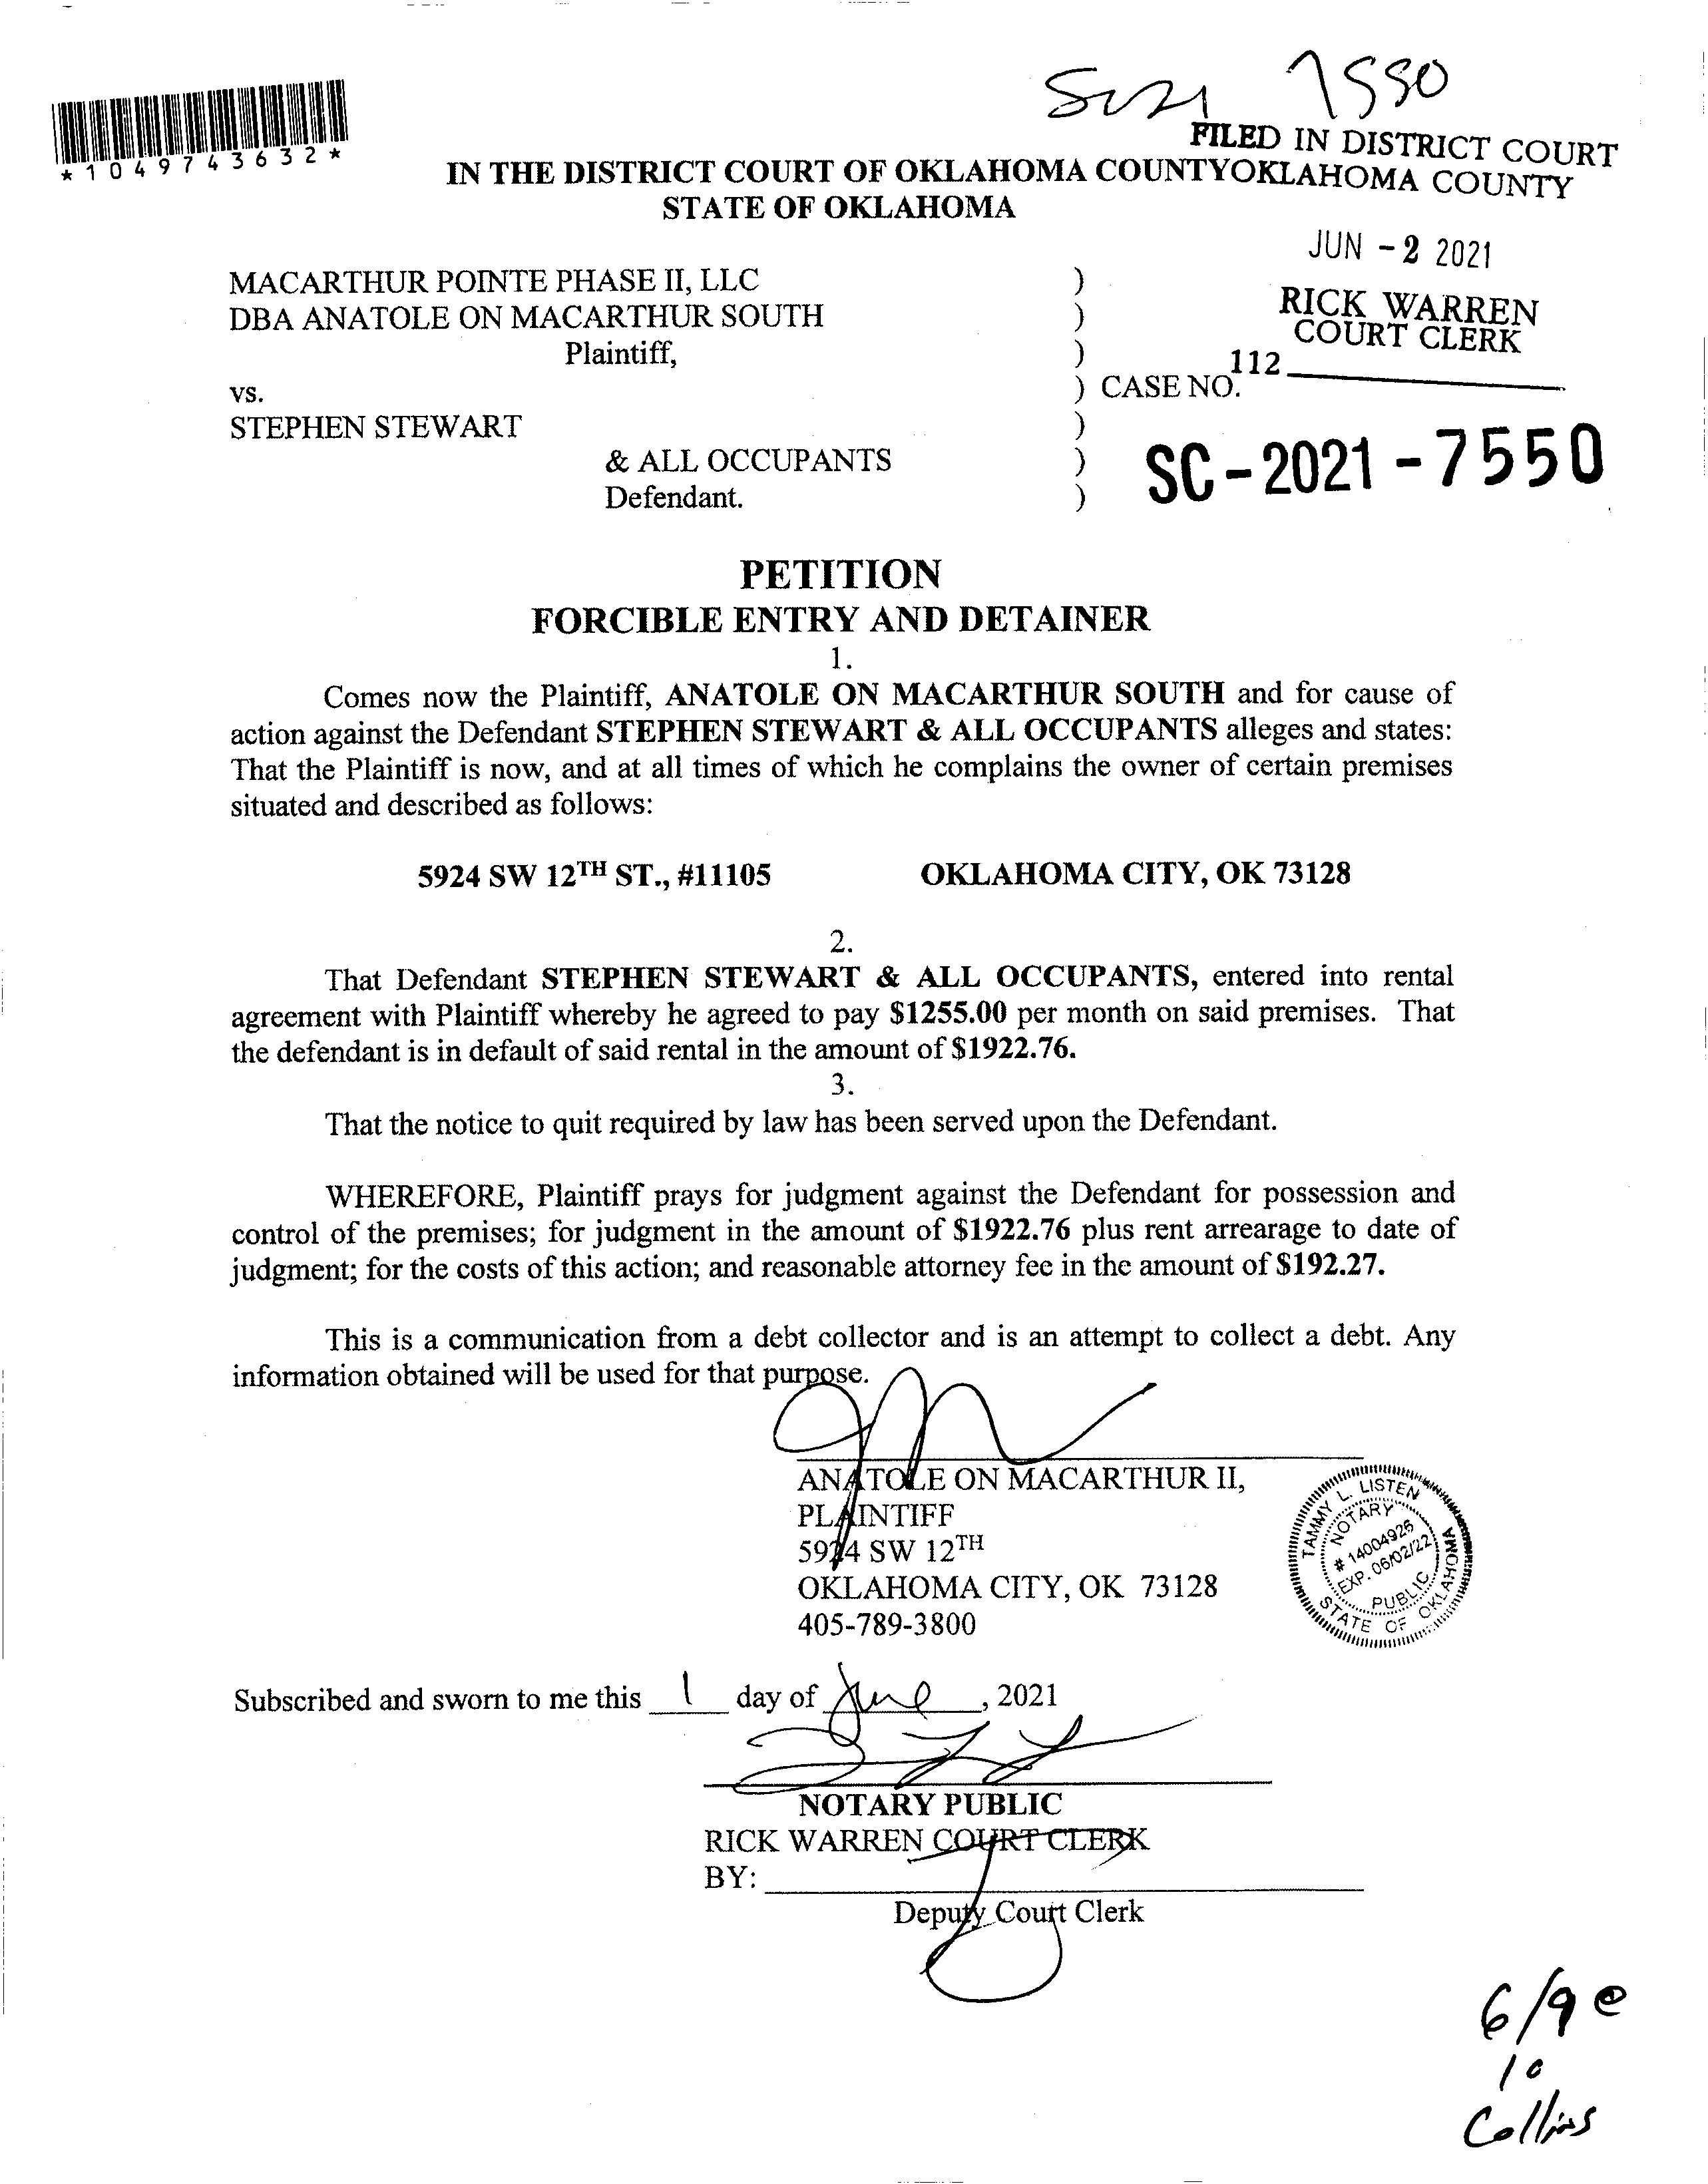 SC21 7550
*1049743632*
FILED IN DISTRICT COURT
OKLAHOMA COUNTY
IN THE DISTRICT COURT OF OKLAHOMA COUNTY
STATE OF OKLAHOMA
JUN -2 2021
MACARTHUR POINTE PHASE II, LLC )
DBA ANATOLE ON MACARTHUR SOUTH )
RICK WARREN
COURT CLERK
Plaintiff, )
112
vs. ) CASE NO.
STEPHEN STEWART )
& ALL OCCUPANTS ) SC-2021-7550
Defendant. )
PETITION
FORCIBLE ENTRY AND DETAINER
1.
Comes now the Plaintiff, ANATOLE ON MACARTHUR SOUTH and for cause of
action against the Defendant STEPHEN STEWART & ALL OCCUPANTS alleges and states:
That the Plaintiff is now, and at all times of which he complains the owner of certain premises
situated and described as follows:
5924 SW 12TH ST., #11105 OKLAHOMA CITY, OK 73128
2.
That Defendant STEPHEN STEWART & ALL OCCUPANTS, entered into rental
agreement with Plaintiff whereby he agreed to pay $1255.00 per month on said premises. That
the defendant is in default of said rental in the amount of $1922.76.
3.
That the notice to quit required by law has been served upon the Defendant.
WHEREFORE, Plaintiff prays for judgment against the Defendant for possession and
control of the premises; for judgment in the amount of $1922.76 plus rent arrearage to date of
judgment; for the costs of this action; and reasonable attorney fee in the amount of $192.27.
This is a communication from a debt collector and is an attempt to collect a debt. Any
information obtained will be used for that purpose.
ANATOLE ON MACARTHUR II,
PLAINTIFF
5924 SW 12TH
OKLAHOMA CITY, OK 73128
405-789-3800
TAMMY L. LISTEN
NOTARY
# 14004926
EXP. 06/02/22
PUBLIC
STATE OF OKLAHOMA
Subscribed and sworn to me this 1 day of June, 2021
NOTARY PUBLIC
RICK WARREN COURT CLERK
BY:
Deputy Court Clerk
6/9 @
10
Collins